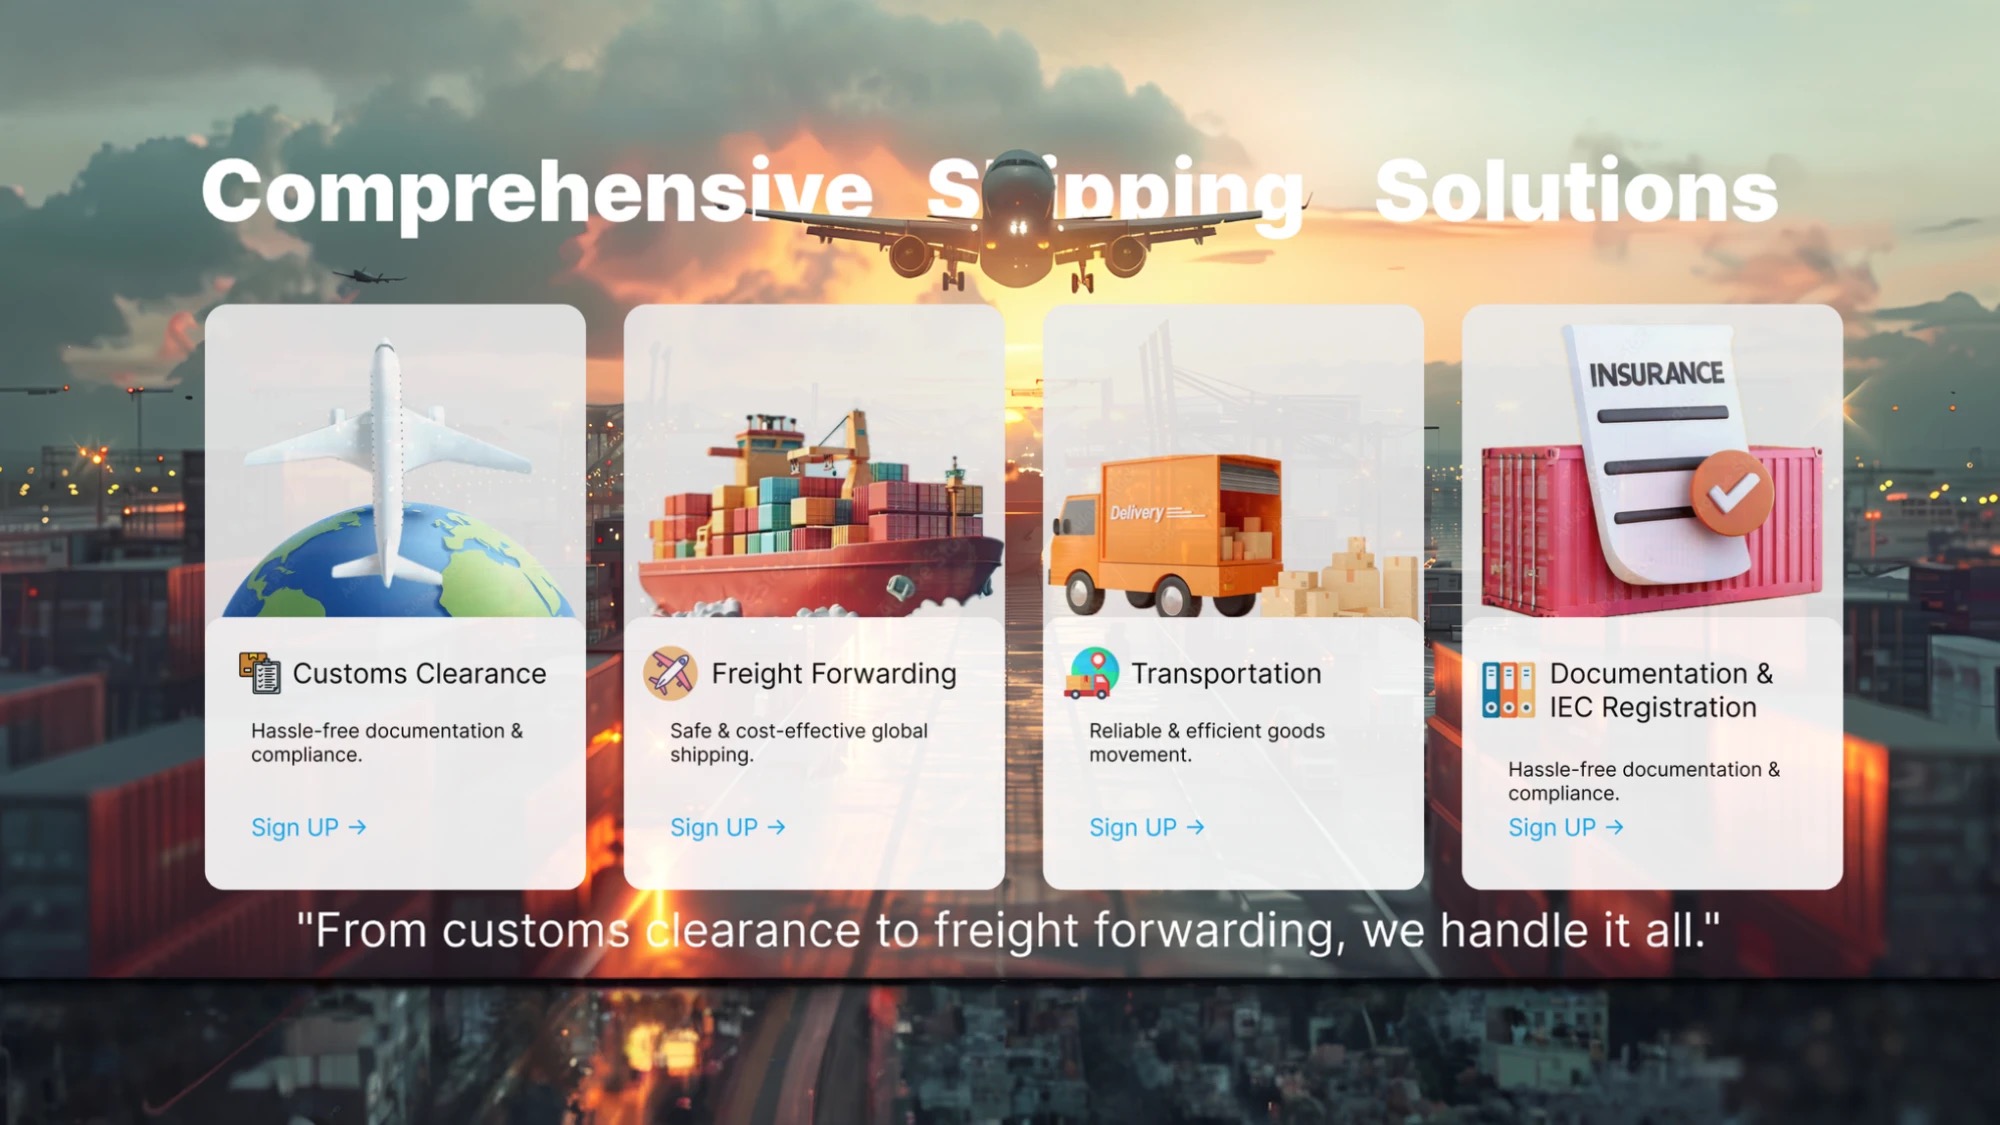 Comprehensive Shipping Solutions
INSURANCE
Delivery
Customs Clearance
Hassle-free documentation &
compliance.
Sign UP →
Freight Forwarding
Safe & cost-effective global
shipping.
Sign UP →
Transportation
Reliable & efficient goods
movement.
Sign UP →
Documentation &
IEC Registration
Hassle-free documentation &
compliance.
Sign UP →
"From customs clearance to freight forwarding, we handle it all."